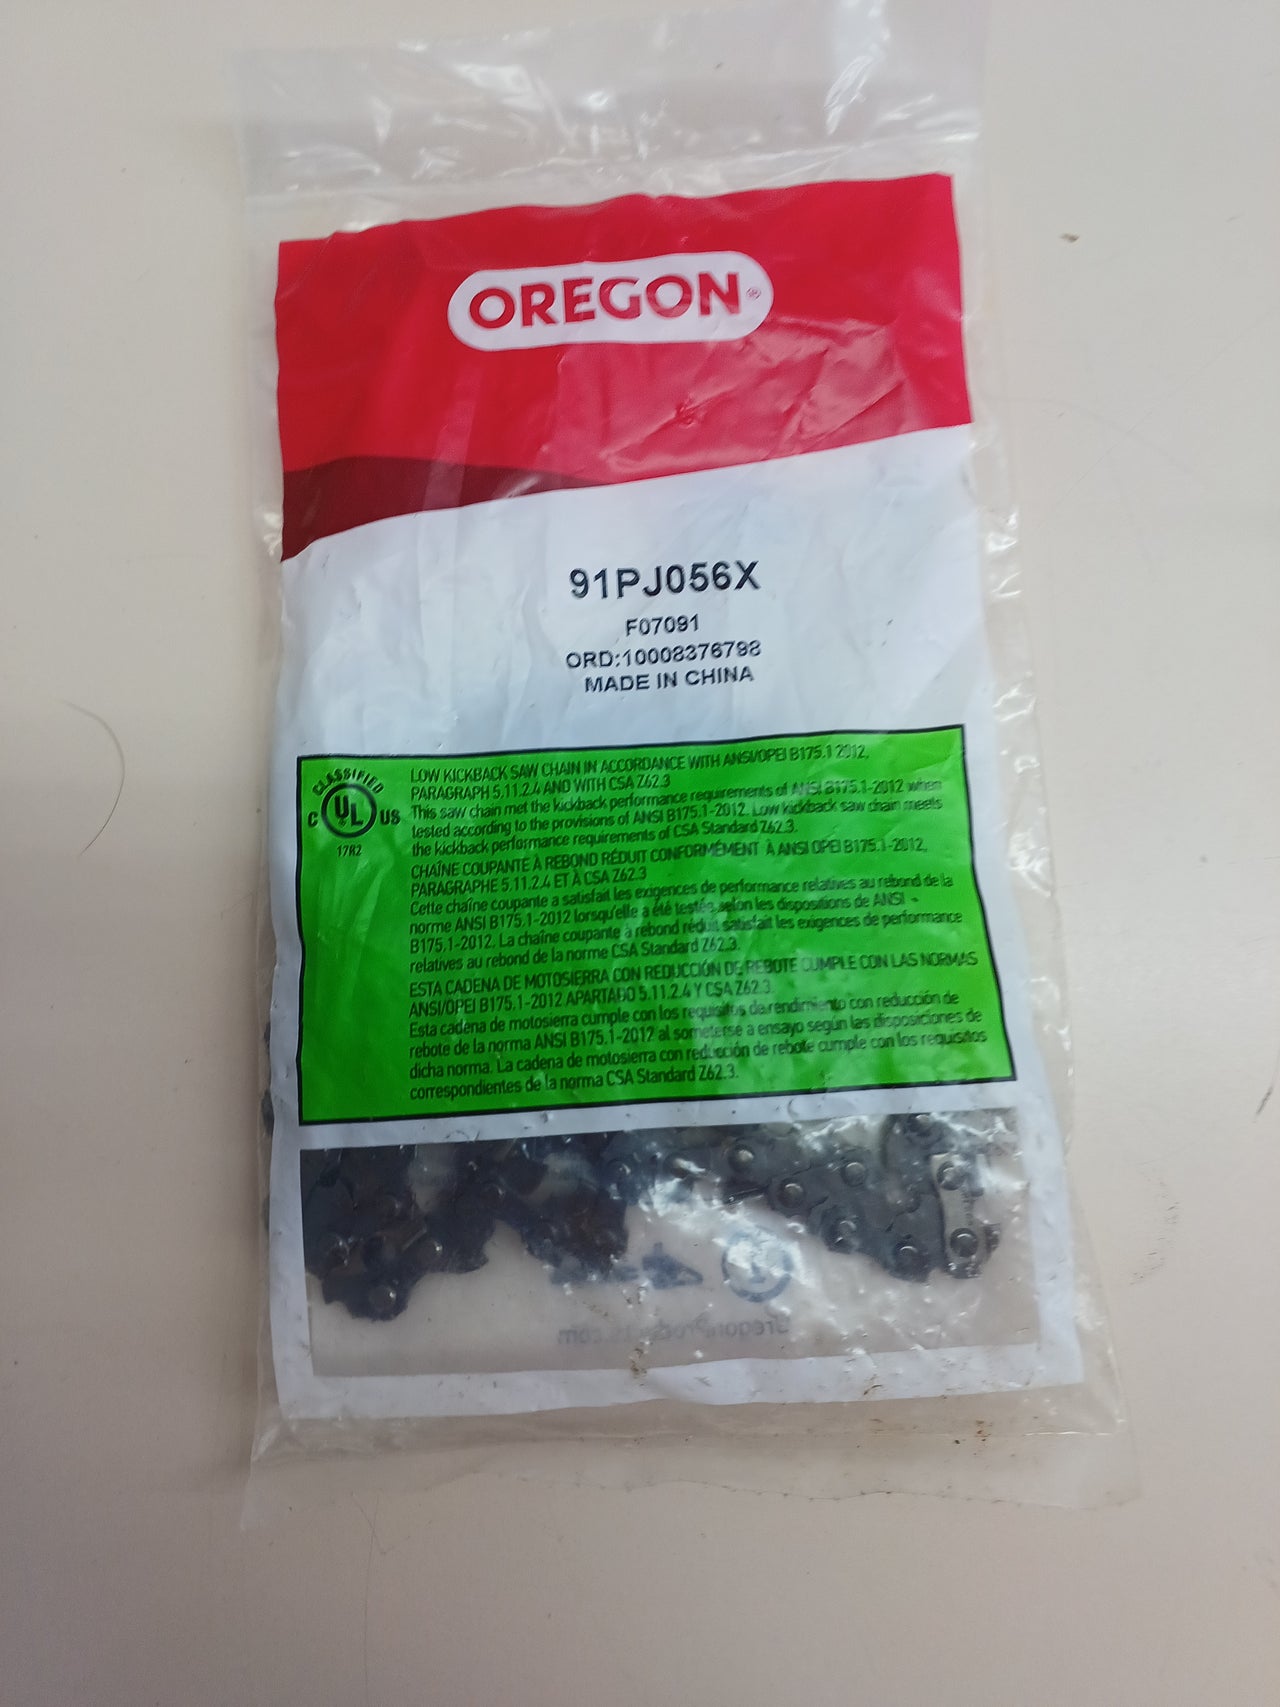 OREGON®
91PJ056X
F07091
ORD:10008376798
MADE IN CHINA
CLASSIFIED
C UL US
17R2
LOW KICKBACK SAW CHAIN IN ACCORDANCE WITH ANSI/OPEI B175.1 2012,
PARAGRAPH 5.11.2.4 AND WITH CSA Z62.3
This saw chain met the kickback performance requirements of ANSI B175.1-2012 when
tested according to the provisions of ANSI B175.1-2012. Low kickback saw chain meets
the kickback performance requirements of CSA Standard Z62.3.
CHAÎNE COUPANTE À REBOND RÉDUIT CONFORMÉMENT À ANSI OPEI B175.1-2012,
PARAGRAPHE 5.11.2.4 ET À CSA Z62.3
Cette chaîne coupante a satisfait les exigences de performance relatives au rebond de la
norme ANSI B175.1-2012 lorsqu'elle a été testée selon les dispositions de ANSI -
B175.1-2012. La chaîne coupante à rebond réduit satisfait les exigences de performance
relatives au rebond de la norme CSA Standard Z62.3.
ESTA CADENA DE MOTOSIERRA CON REDUCCIÓN DE REBOTE CUMPLE CON LAS NORMAS
ANSI/OPEI B175.1-2012 APARTADO 5.11.2.4 Y CSA Z62.3.
Esta cadena de motosierra cumple con los requisitos de rendimiento con reducción de
rebote de la norma ANSI B175.1-2012 al someterse a ensayo según las disposiciones de
dicha norma. La cadena de motosierra con reducción de rebote cumple con los requisitos
correspondientes de la norma CSA Standard Z62.3.
OregonProducts.com